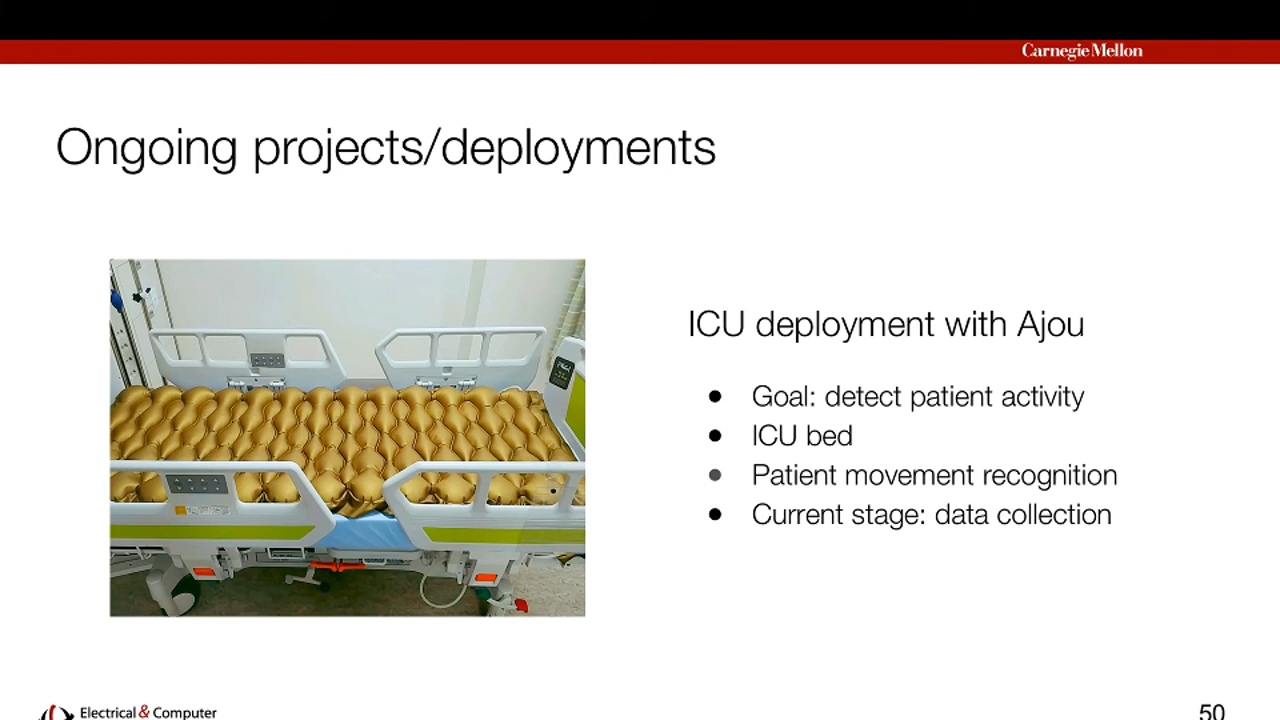 Carnegie Mellon
Ongoing projects/deployments
ICU deployment with Ajou
● Goal: detect patient activity
● ICU bed
● Patient movement recognition
● Current stage: data collection
Electrical & Computer
50